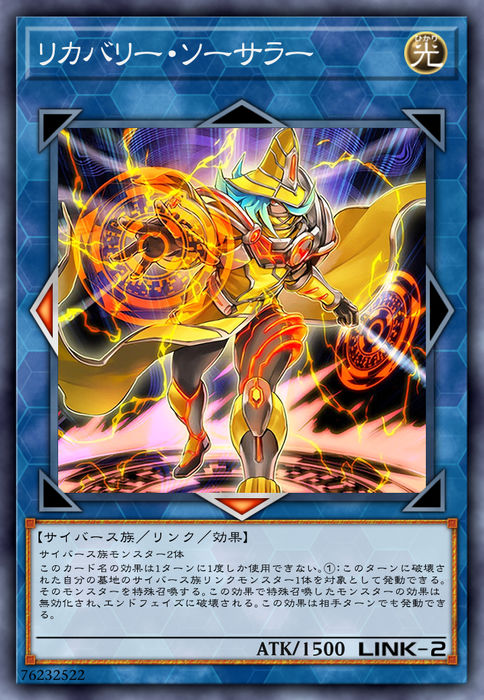 リカバリー・ソーサラー
ひかり
光
【サイバース族/リンク/効果】
サイバース族モンスター2体
このカード名の効果は1ターンに1度しか使用できない。①:このターンに破壊さ
れた自分の墓地のサイバース族リンクモンスター1体を対象として発動できる。
そのモンスターを特殊召喚する。この効果で特殊召喚したモンスターの効果は
無効化され、エンドフェイズに破壊される。この効果は相手ターンでも発動でき
る。
ATK/1500 LINK-2
76232522